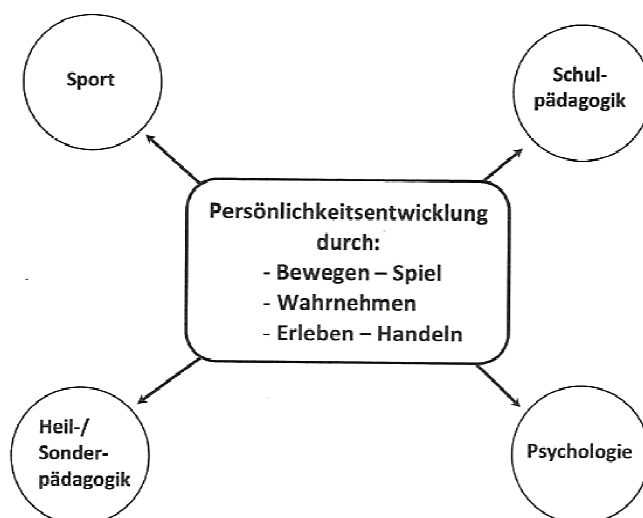 Sport
Schul-
pädagogik
Persönlichkeitsentwicklung
durch:
- Bewegen – Spiel
- Wahrnehmen
- Erleben – Handeln
Heil-/
Sonder-
pädagogik
Psychologie